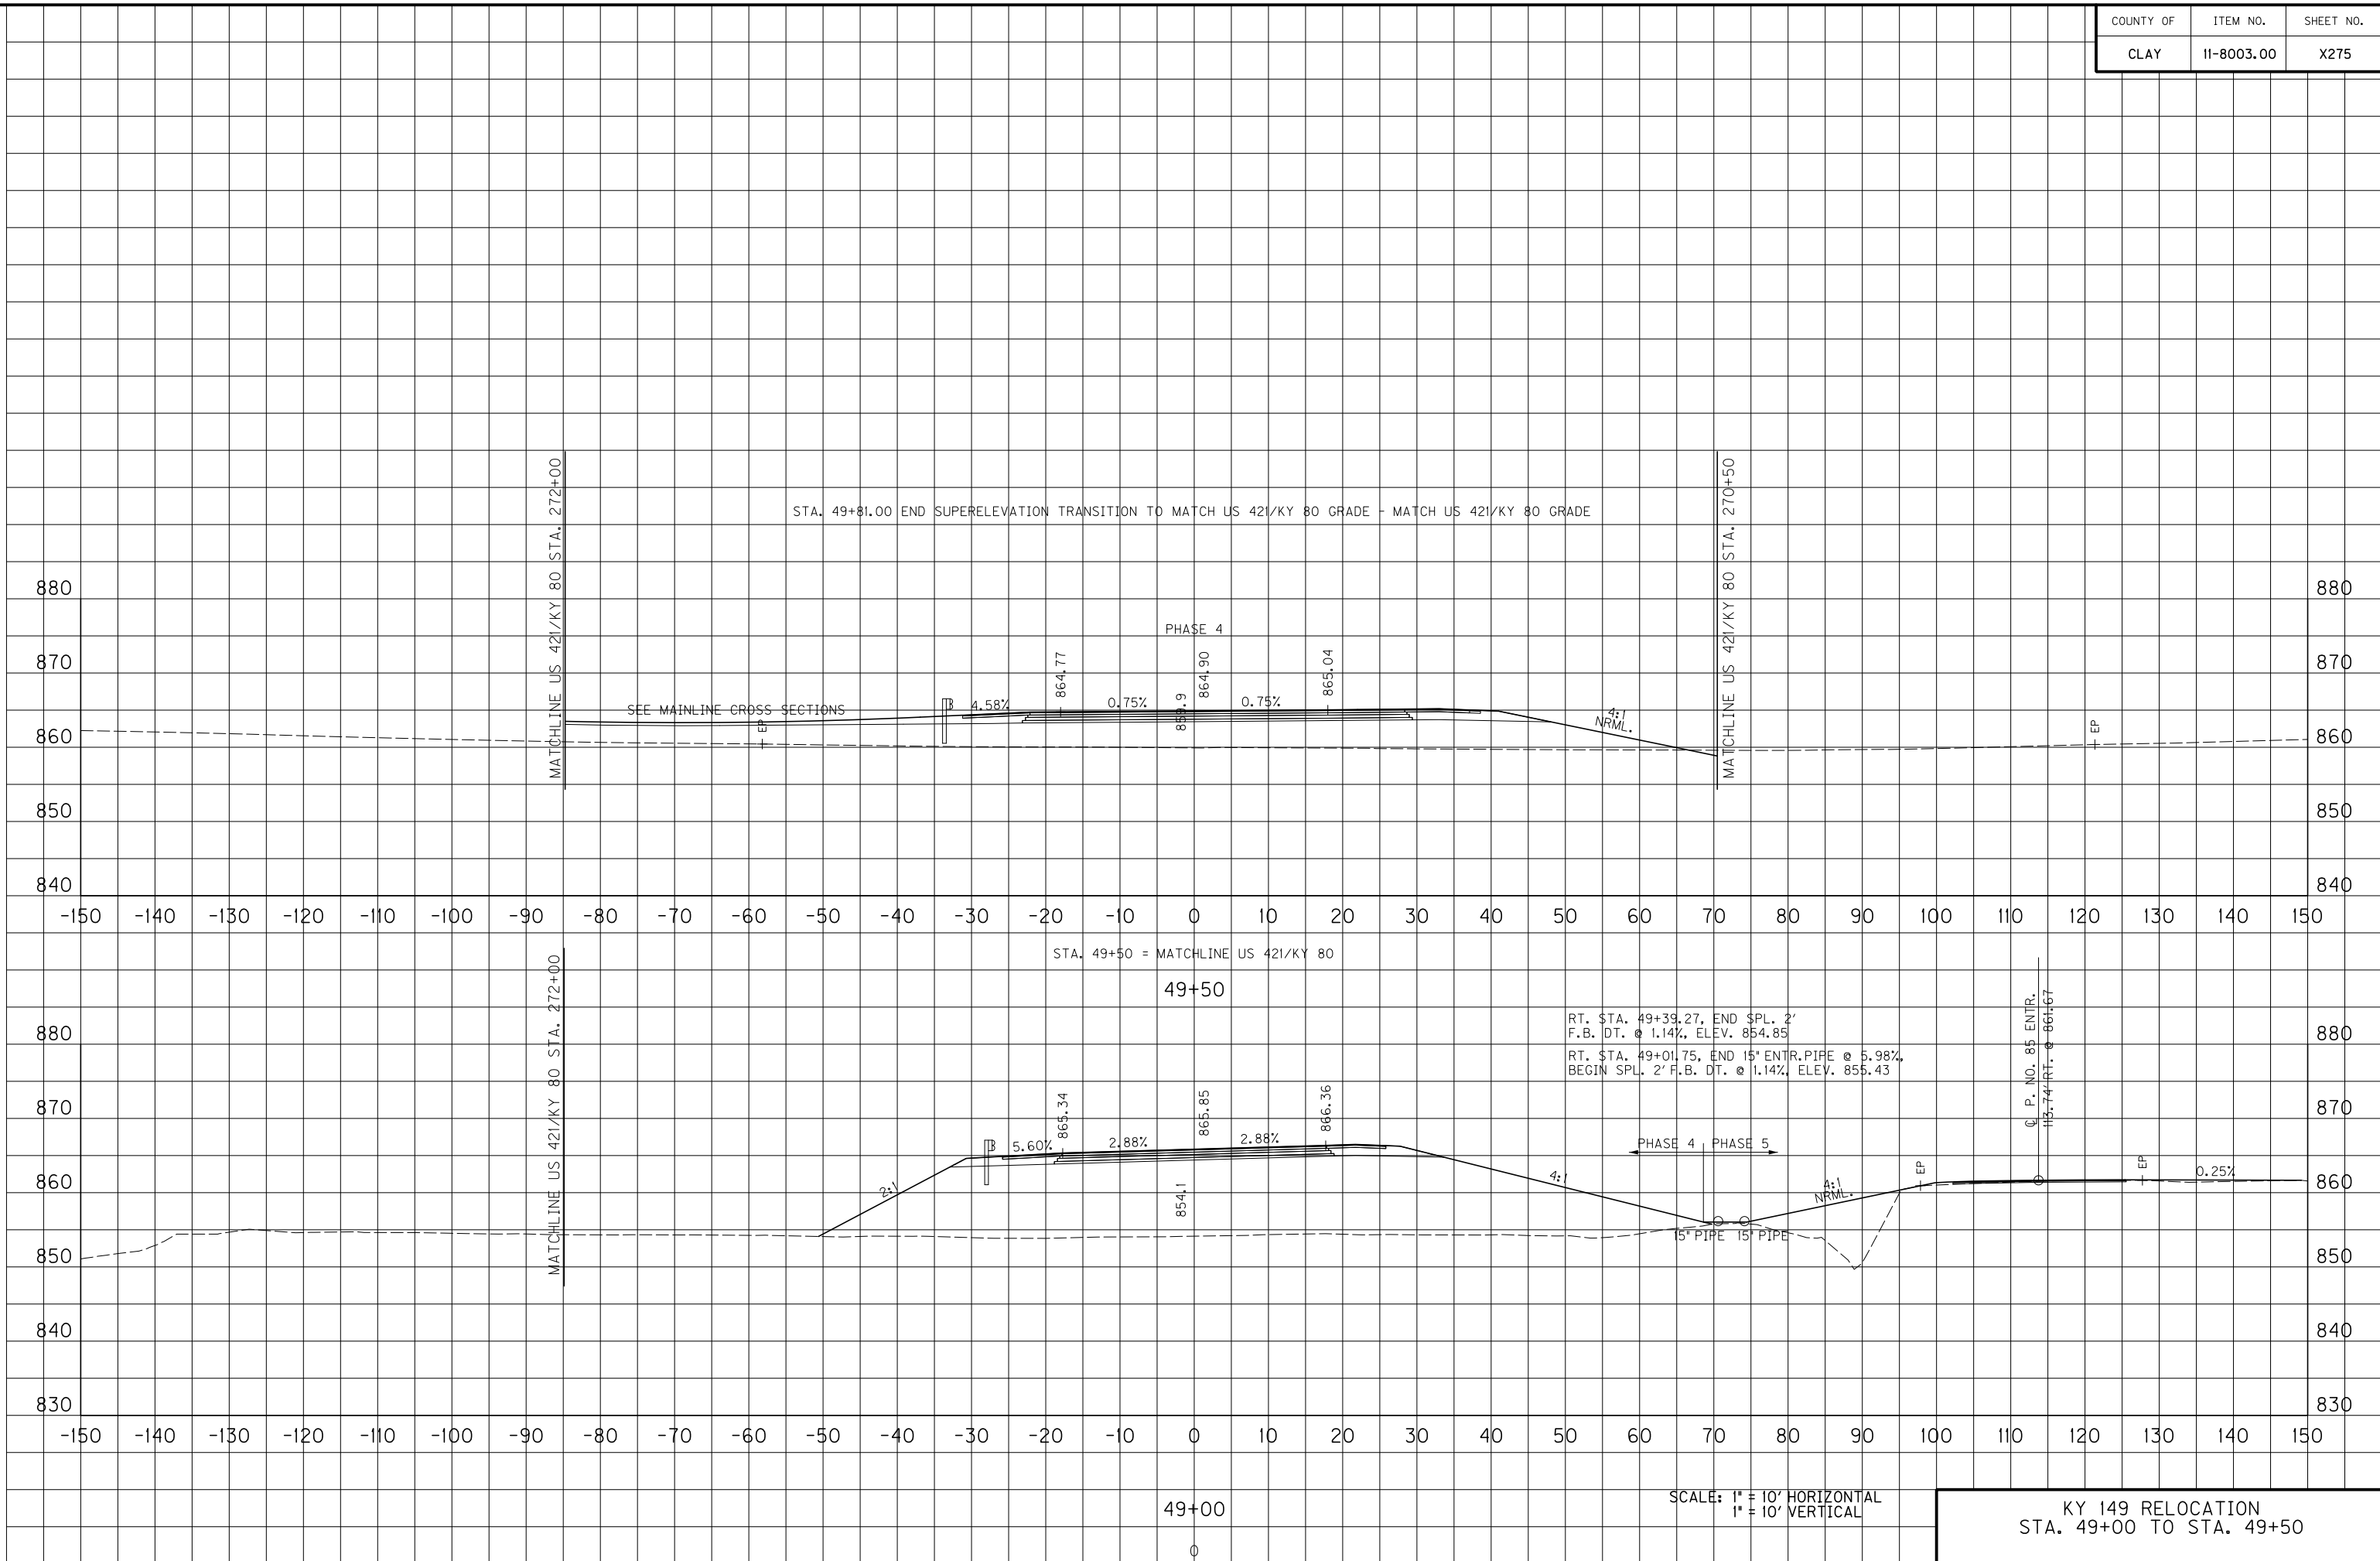 COUNTY OF ITEM NO. SHEET NO.
CLAY 11-8003.00 X275
MATCHLINE US 421/KY 80 STA. 272+00
MATCHLINE US 421/KY 80 STA. 270+50
STA. 49+81.00 END SUPERELEVATION TRANSITION TO MATCH US 421/KY 80 GRADE - MATCH US 421/KY 80 GRADE
880 880
PHASE 4
870 870
864.77 864.90 865.04
SEE MAINLINE CROSS SECTIONS 4.58% 0.75% 859.9 0.75% 4:1
NRML.
EP EP
860 860
850 850
840 840
-150 -140 -130 -120 -110 -100 -90 -80 -70 -60 -50 -40 -30 -20 -10 0 10 20 30 40 50 60 70 80 90 100 110 120 130 140 150
STA. 49+50 = MATCHLINE US 421/KY 80
49+50
MATCHLINE US 421/KY 80 STA. 272+00
RT. STA. 49+39.27, END SPL. 2'
F.B. DT. @ 1.14%, ELEV. 854.85
RT. STA. 49+01.75, END 15" ENTR.PIPE @ 5.98%,
BEGIN SPL. 2' F.B. DT. @ 1.14%, ELEV. 855.43
℄ P. NO. 85 ENTR.
113.74' RT. @ 861.67
880 880
870 870
865.34 865.85 866.36
5.60% 2.88% 2.88% PHASE 4 PHASE 5
2:1 854.1 4:1 4:1
NRML.
EP EP 0.25%
860 860
15" PIPE 15" PIPE
850 850
840 840
830 830
-150 -140 -130 -120 -110 -100 -90 -80 -70 -60 -50 -40 -30 -20 -10 0 10 20 30 40 50 60 70 80 90 100 110 120 130 140 150
49+00
0
SCALE: 1" = 10' HORIZONTAL
1" = 10' VERTICAL
KY 149 RELOCATION
STA. 49+00 TO STA. 49+50